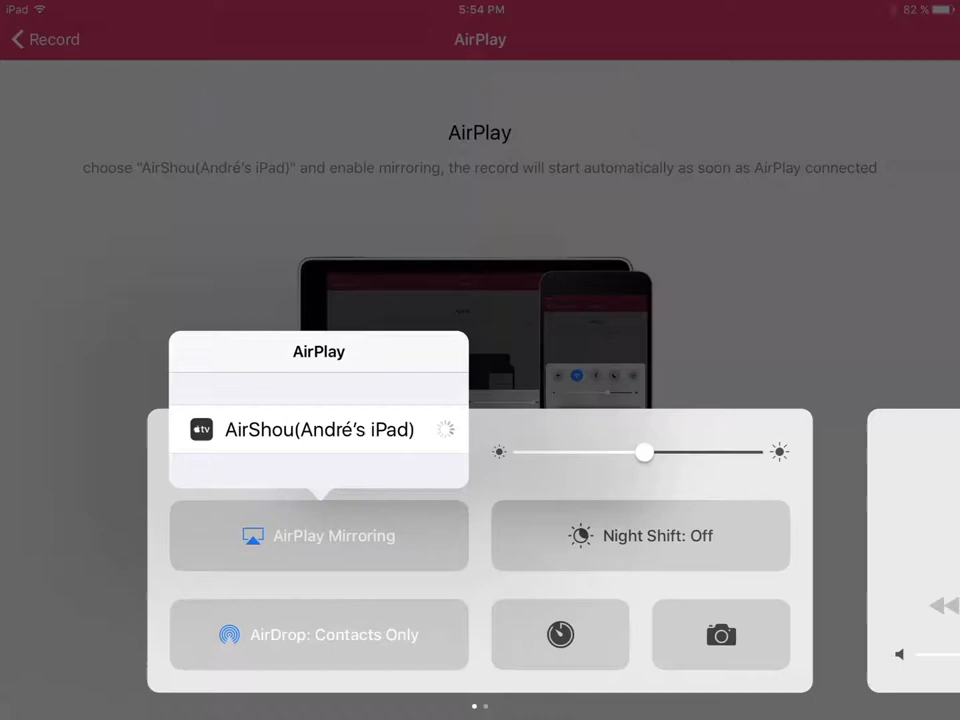 iPad
5:54 PM
82 %
Record
AirPlay
AirPlay
choose "AirShou(André's iPad)" and enable mirroring, the record will start automatically as soon as AirPlay connected
AirPlay
tv
AirShou(André's iPad)
AirPlay Mirroring
Night Shift: Off
AirDrop: Contacts Only